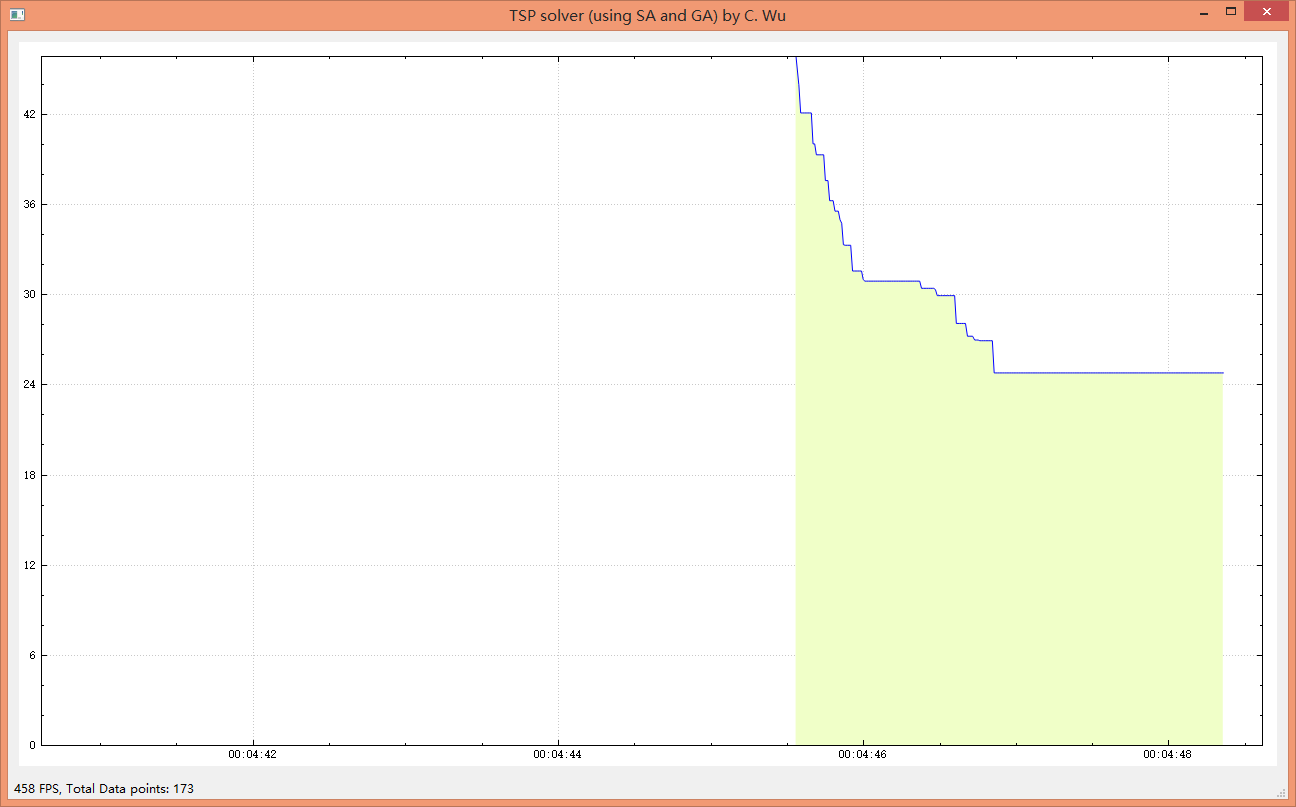 TSP solver (using SA and GA) by C. Wu
42
36
30
24
18
12
6
0
00:04:42 00:04:44 00:04:46 00:04:48
458 FPS, Total Data points: 173